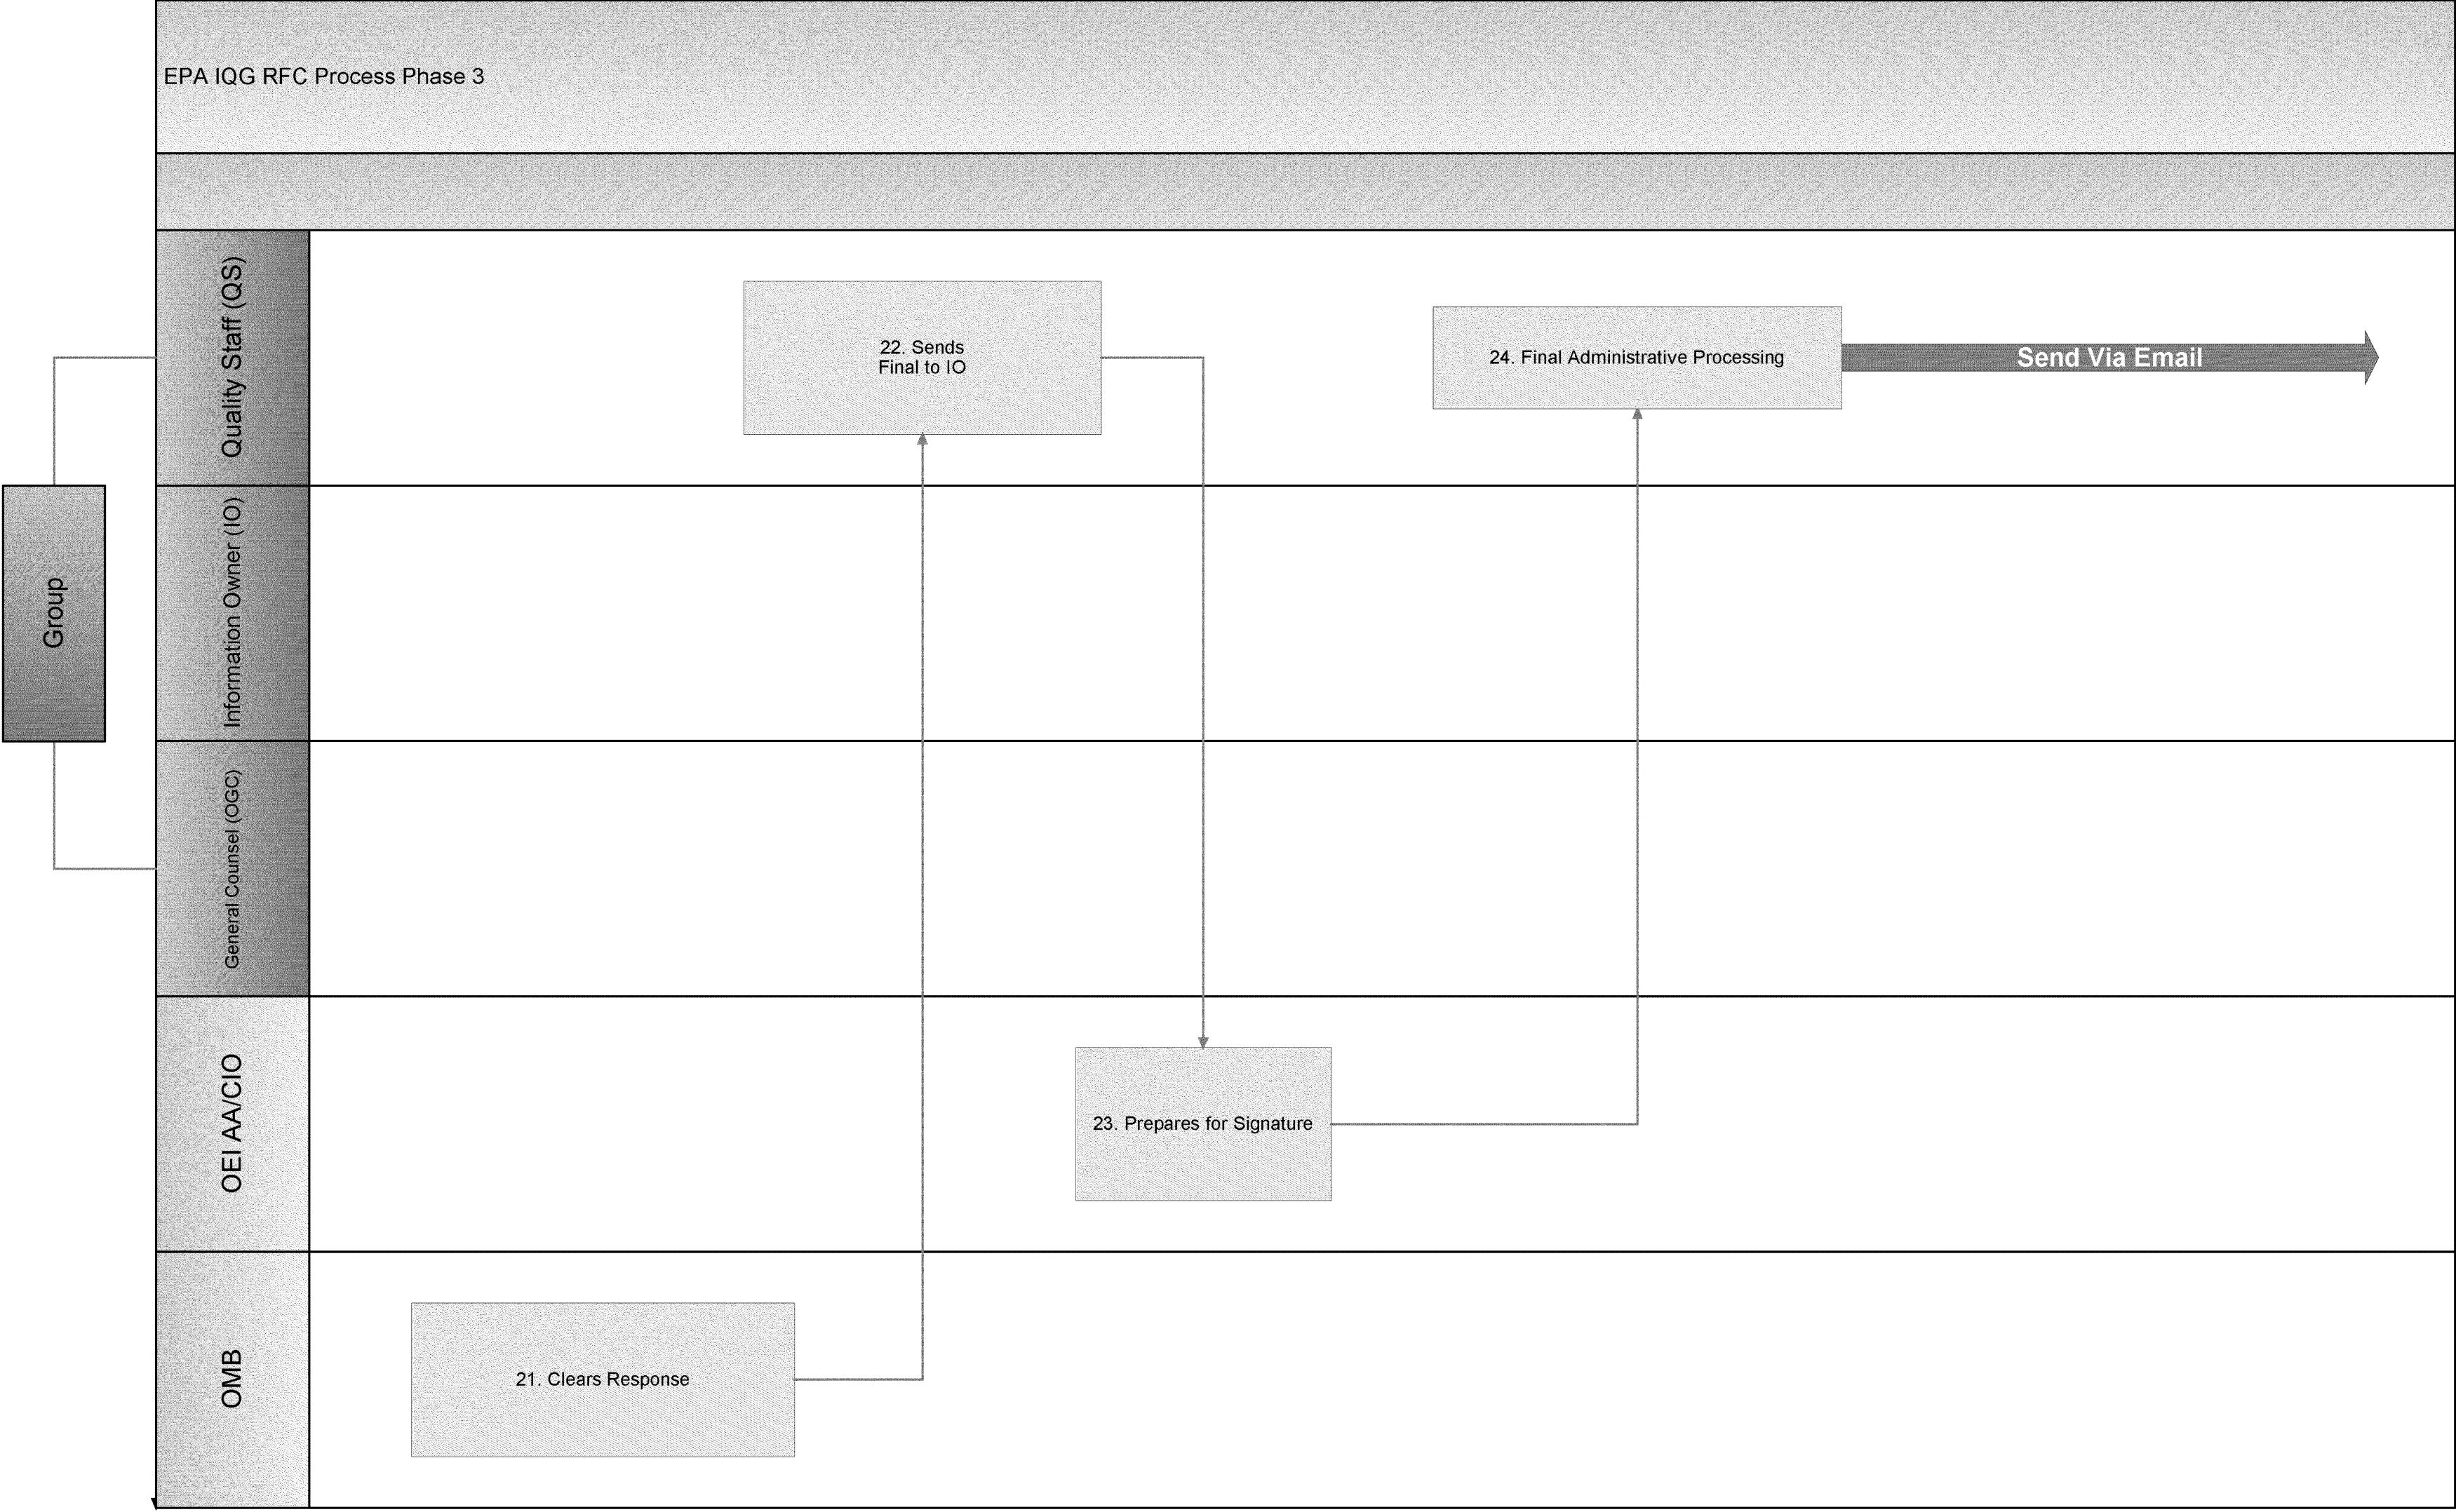 EPA IQG RFC Process Phase 3
Group
Quality Staff (QS)
22. Sends
Final to IO
24. Final Administrative Processing
Send Via Email
Information Owner (IO)
General Counsel (OGC)
OEI AA/CIO
23. Prepares for Signature
OMB
21. Clears Response